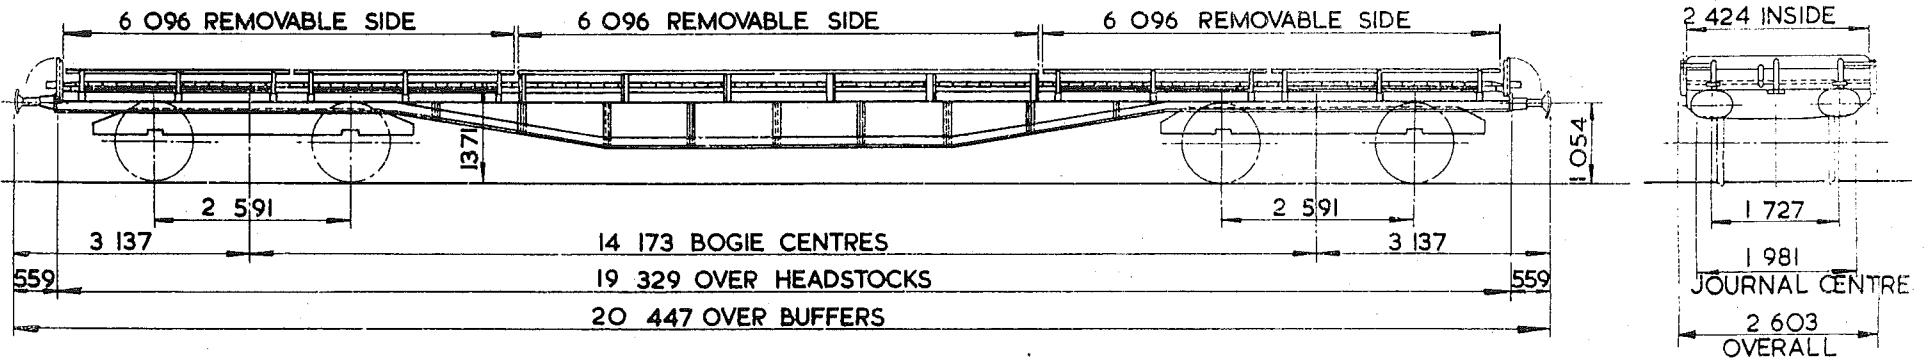 6 096 REMOVABLE SIDE
6 096 REMOVABLE SIDE
6 096 REMOVABLE SIDE
2 424 INSIDE
1371
1 054
2 591
2 591
1 727
3 137
14 173 BOGIE CENTRES
3 137
1 981
JOURNAL CENTRE
559
19 329 OVER HEADSTOCKS
559
20 447 OVER BUFFERS
2 603
OVERALL